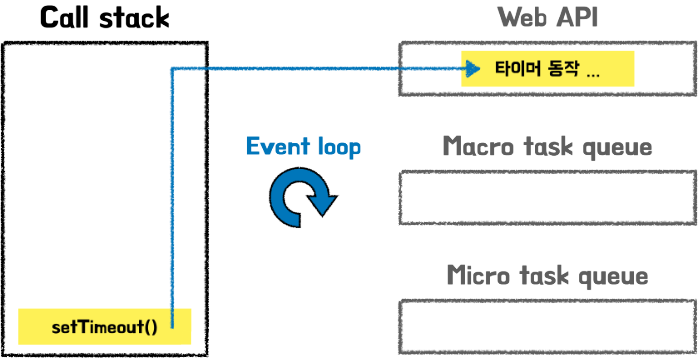 Call stack
Web API
타이머 동작 ...
Event loop
Macro task queue
Micro task queue
setTimeout()